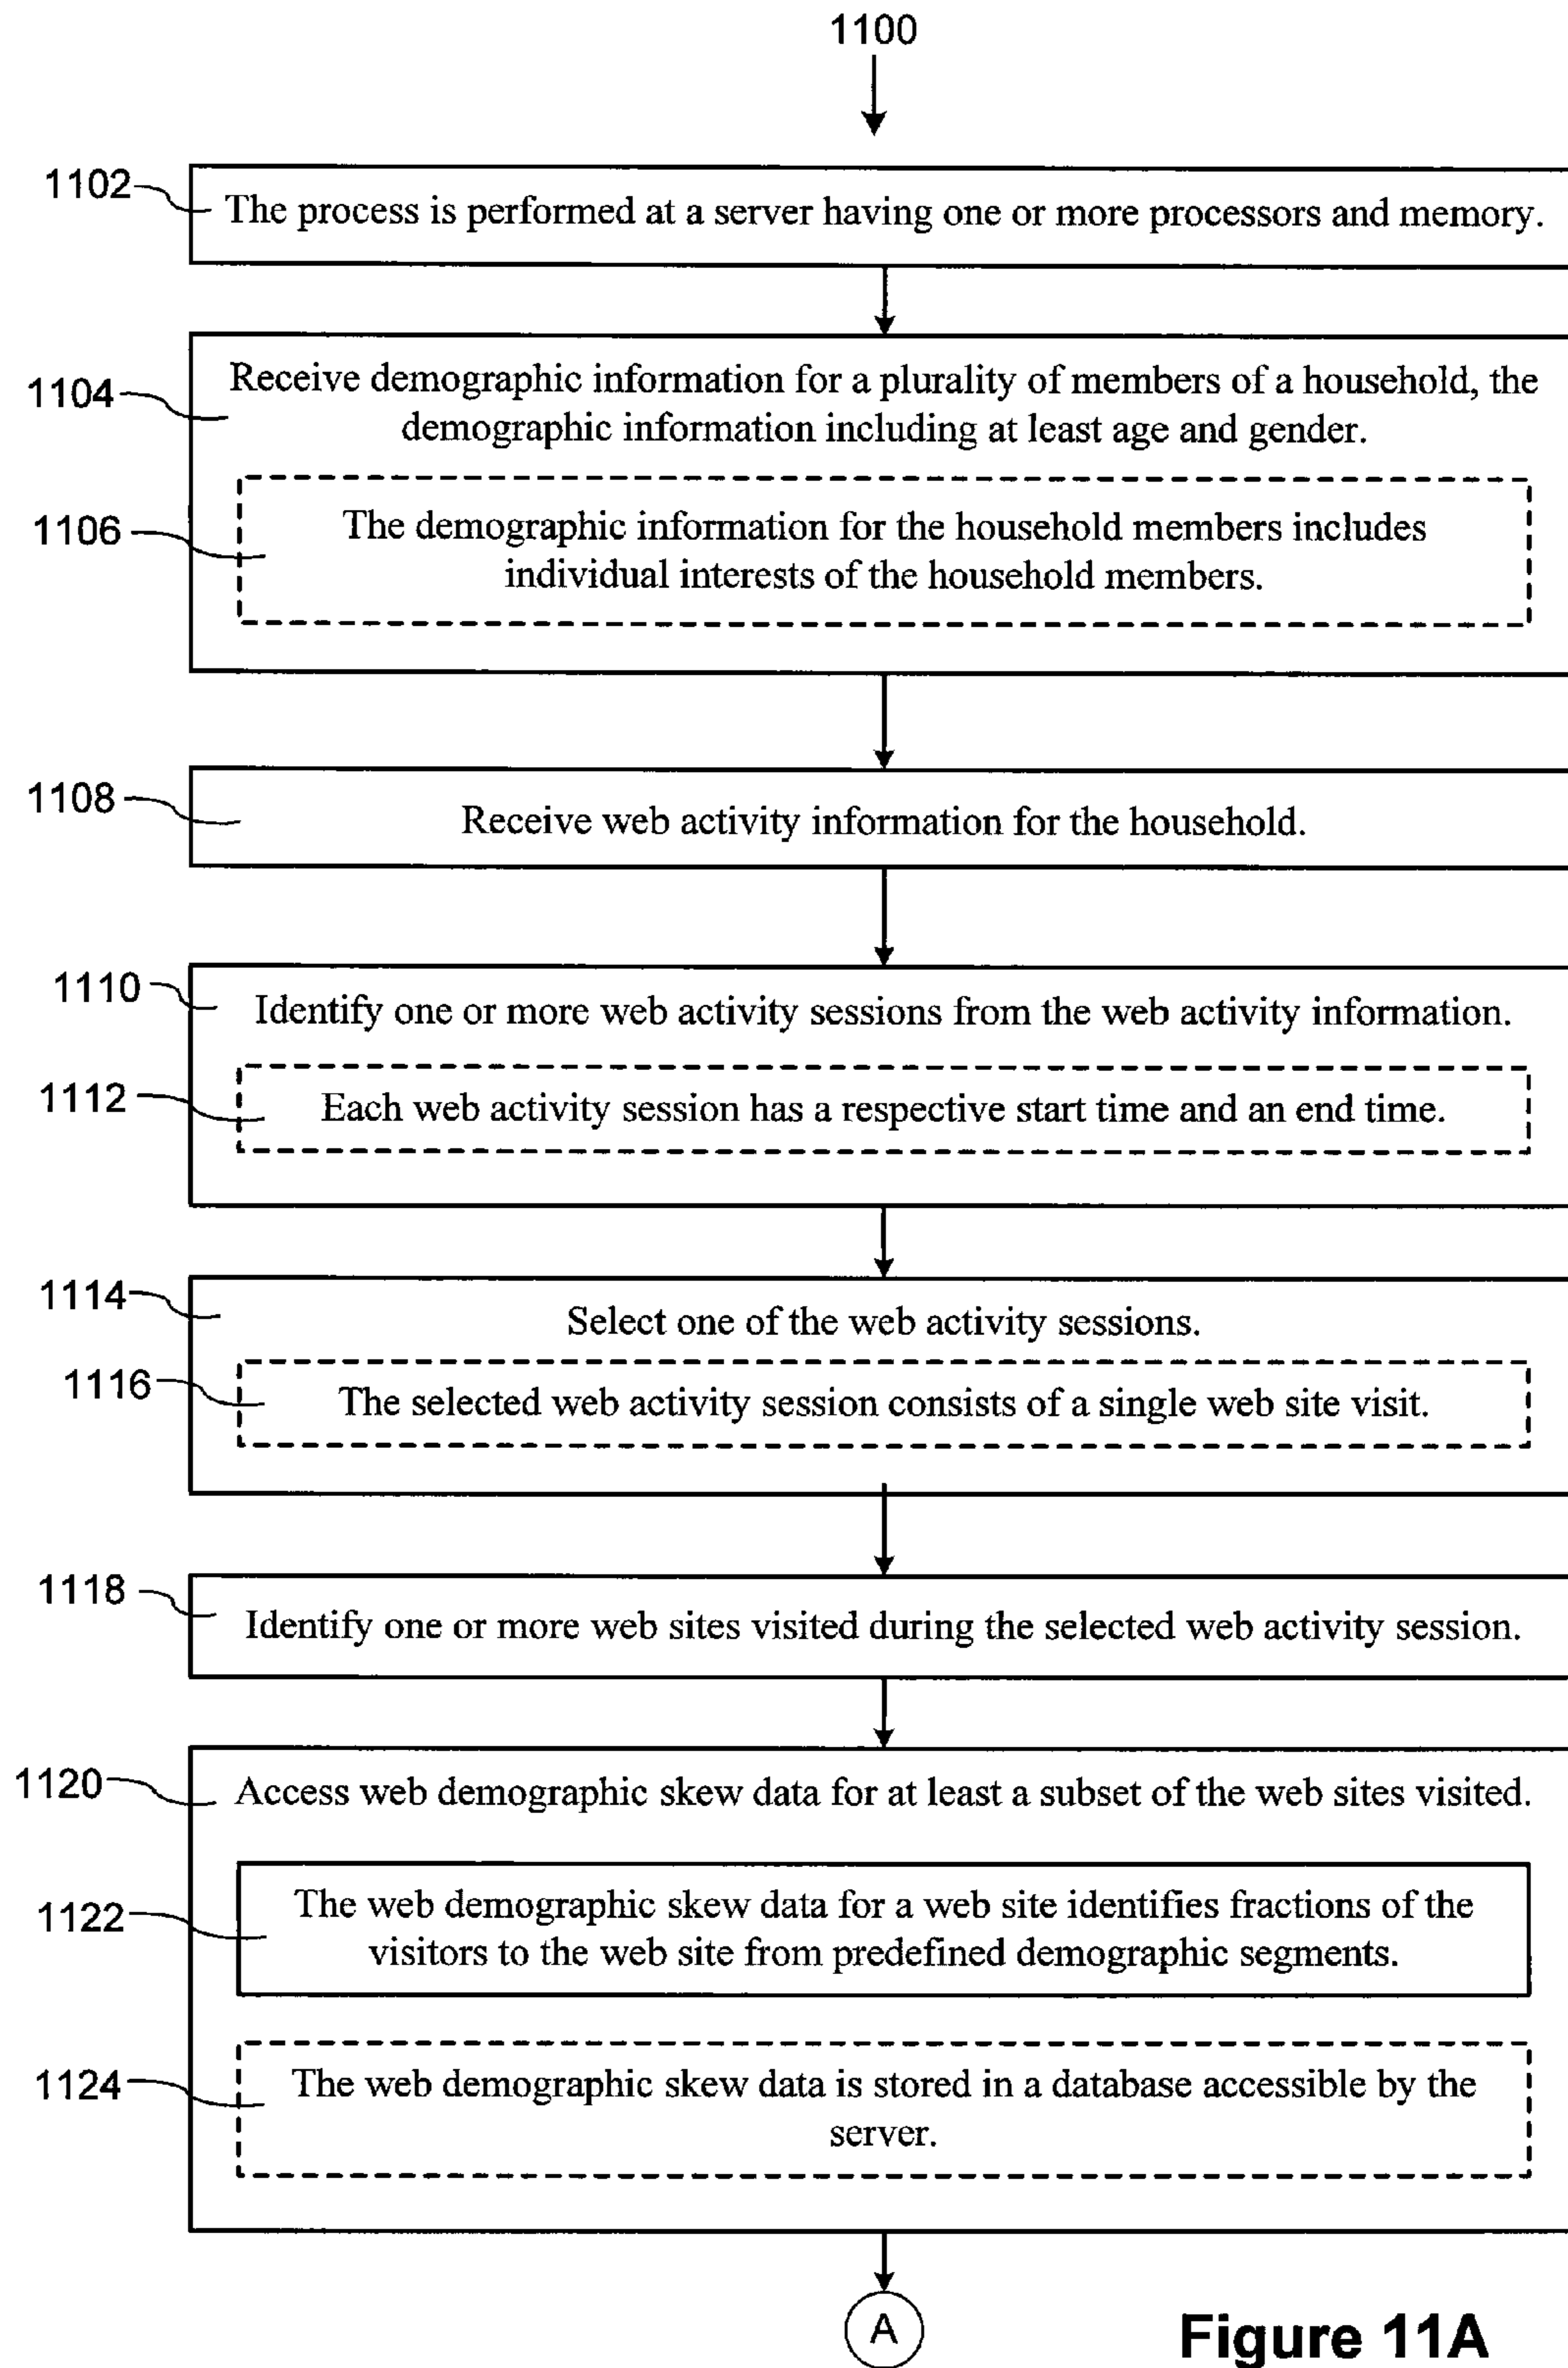 1100
1102
The process is performed at a server having one or more processors and memory.
1104
Receive demographic information for a plurality of members of a household, the
demographic information including at least age and gender.
1106
The demographic information for the household members includes
individual interests of the household members.
1108
Receive web activity information for the household.
1110
Identify one or more web activity sessions from the web activity information.
1112
Each web activity session has a respective start time and an end time.
1114
Select one of the web activity sessions.
1116
The selected web activity session consists of a single web site visit.
1118
Identify one or more web sites visited during the selected web activity session.
1120
Access web demographic skew data for at least a subset of the web sites visited.
1122
The web demographic skew data for a web site identifies fractions of the
visitors to the web site from predefined demographic segments.
1124
The web demographic skew data is stored in a database accessible by the
server.
A
Figure 11A